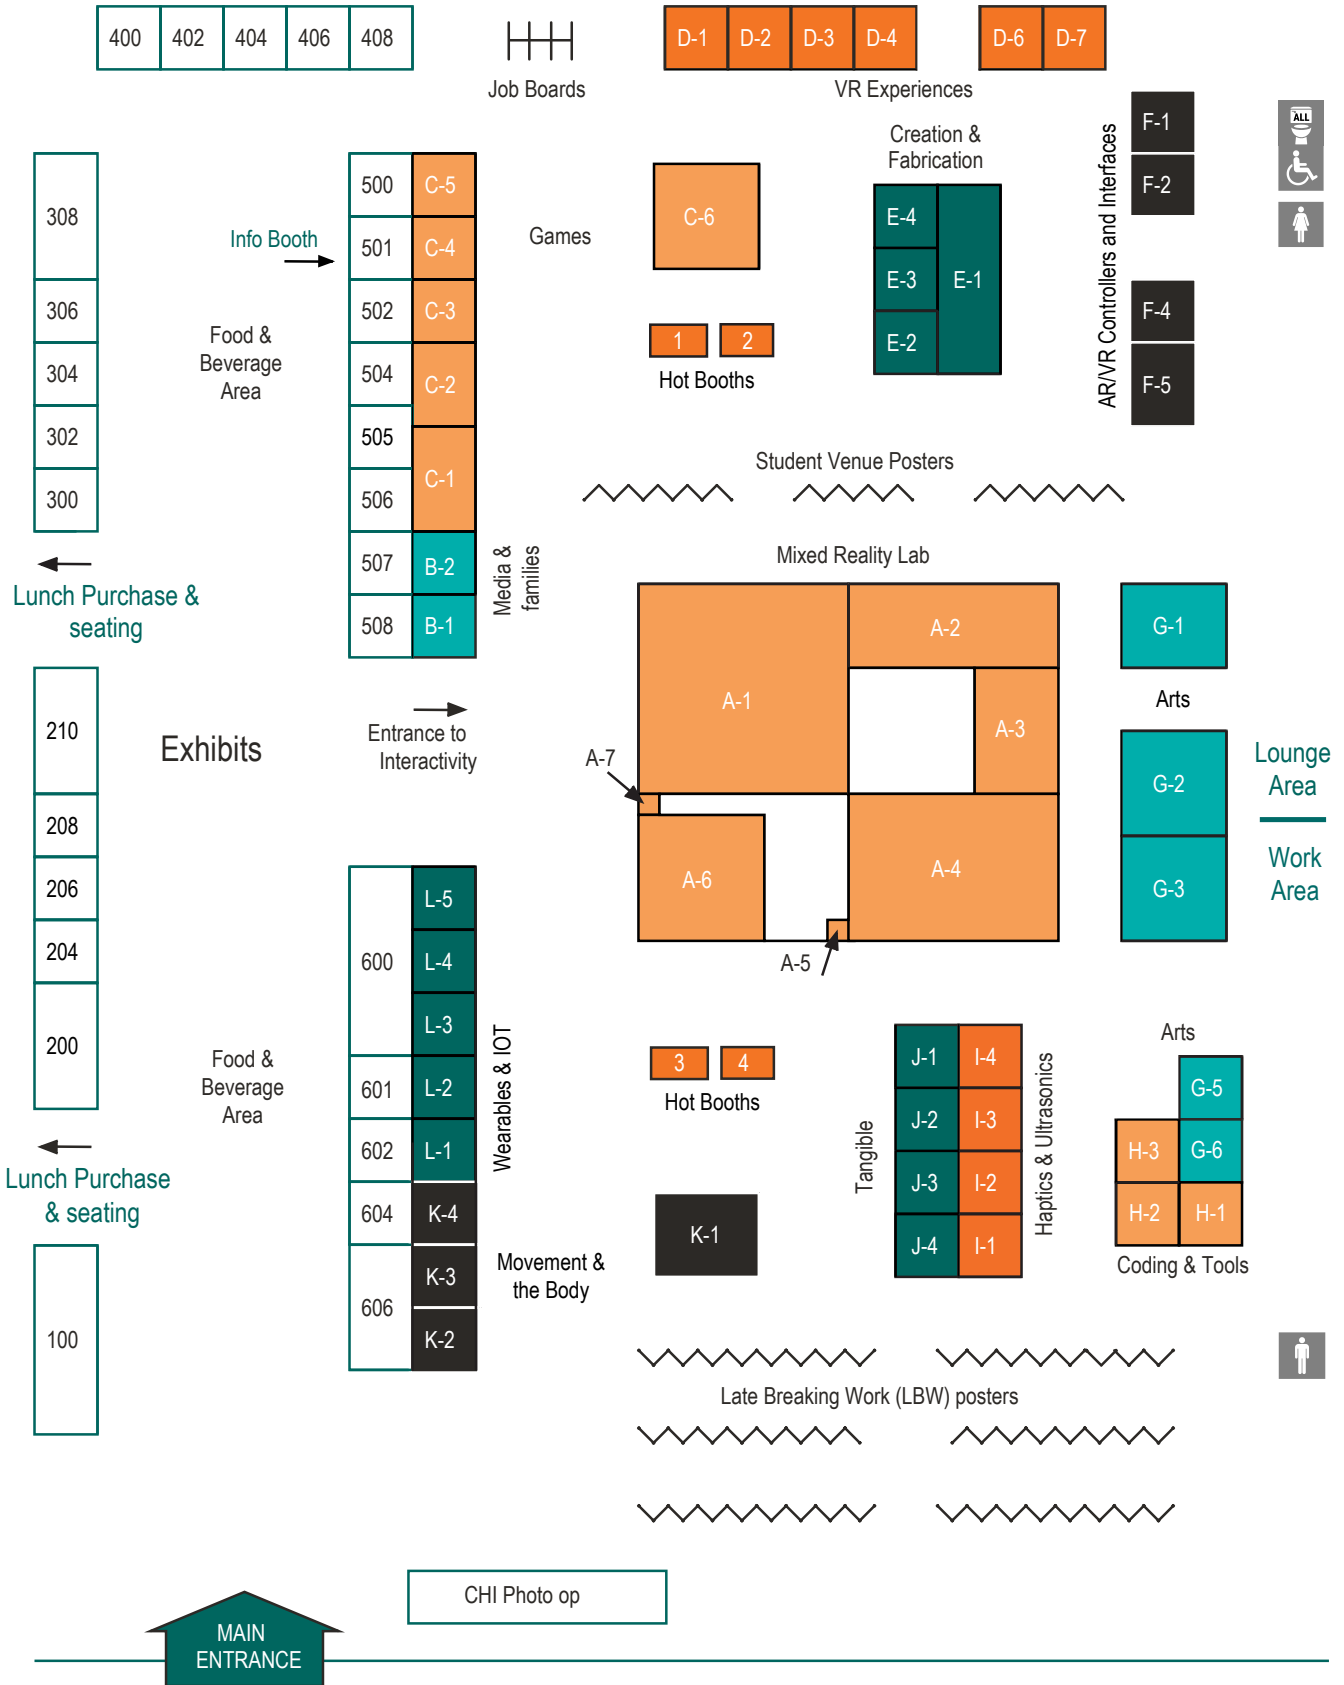 400 402 404 406 408
Job Boards
D-1 D-2 D-3 D-4 D-6 D-7
VR Experiences
Creation &
Fabrication
F-1
F-2
F-4
F-5
AR/VR Controllers and Interfaces
ALL
308
306
304
302
300
Info Booth
Food &
Beverage
Area
500 C-5
501 C-4
502 C-3
504 C-2
505
506 C-1
507 B-2
508 B-1
Games
C-6
1 2
Hot Booths
E-4
E-3
E-2
E-1
Student Venue Posters
Media &
families
Lunch Purchase &
seating
Mixed Reality Lab
A-1
A-2
A-3
A-4
A-5
A-6
A-7
G-1
Arts
G-2
G-3
Lounge
Area
Work
Area
210
208
206
204
200
Exhibits
Entrance to
Interactivity
600
601
602
604
606
L-5
L-4
L-3
L-2
L-1
K-4
K-3
K-2
Wearables & IOT
Food &
Beverage
Area
3 4
Hot Booths
K-1
Movement &
the Body
Tangible
J-1 I-4
J-2 I-3
J-3 I-2
J-4 I-1
Haptics & Ultrasonics
Arts
G-5
H-3 G-6
H-2 H-1
Coding & Tools
Lunch Purchase
& seating
100
Late Breaking Work (LBW) posters
CHI Photo op
MAIN
ENTRANCE